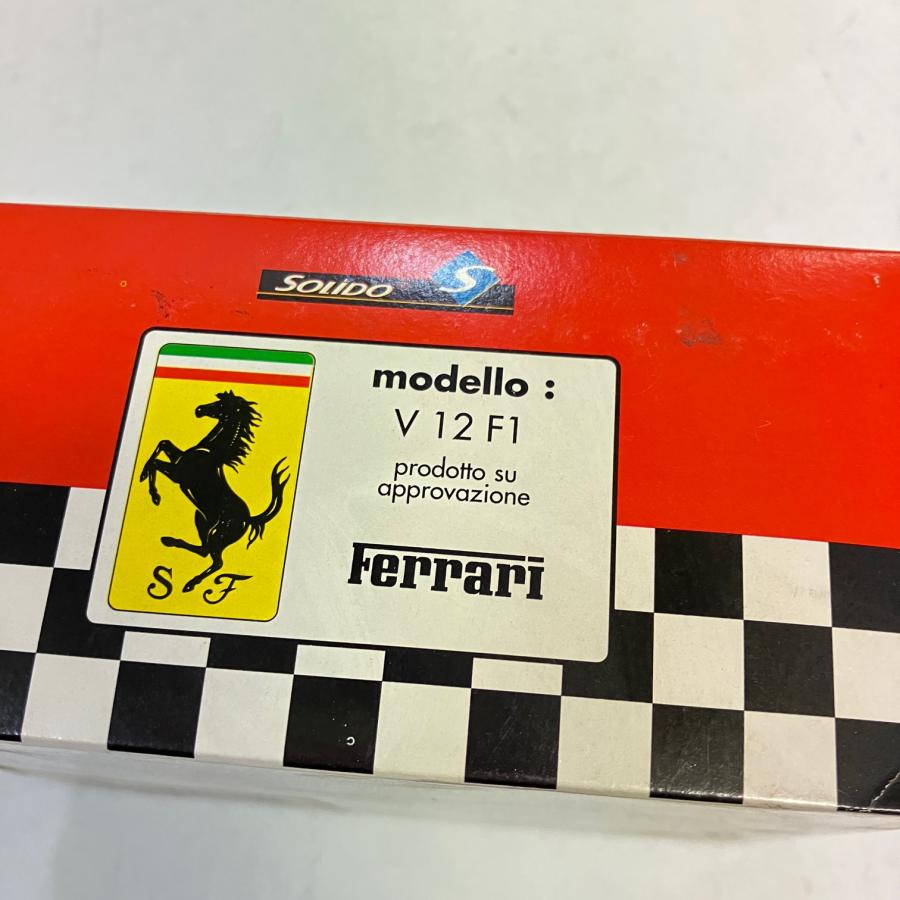 SOLIDO S
modello :
V 12 F1
prodotto su
approvazione
Ferrari
S F